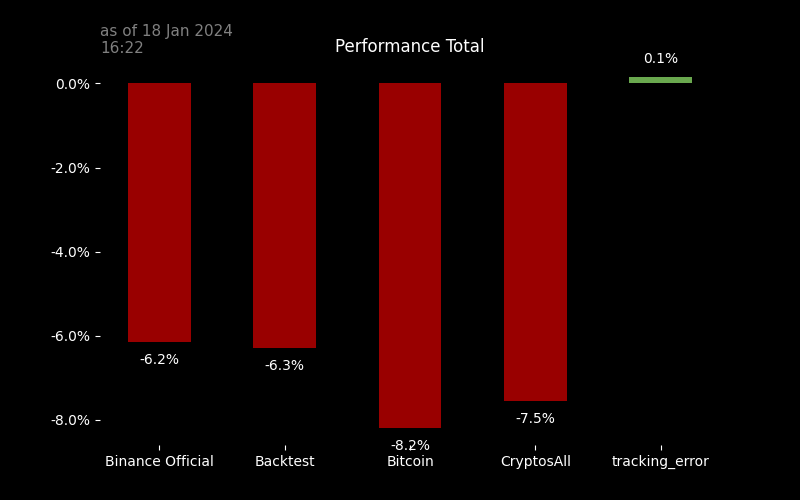 as of 18 Jan 2024
16:22
Performance Total
0.1%
0.0%
-2.0%
-4.0%
-6.0%
-8.0%
-6.2%
-6.3%
-8.2%
-7.5%
Binance Official
Backtest
Bitcoin
CryptosAll
tracking_error